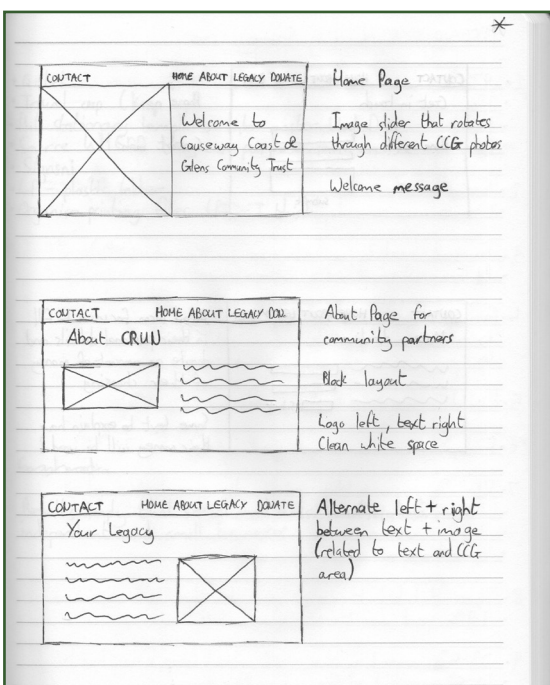 CONTACT HOME ABOUT LEGACY DONATE
Welcome to
Causeway Coast &
Glens Community Trust
Home Page
Image slider that rotates
through different CCG photos
Welcome message
CONTACT HOME ABOUT LEGACY DON.
About CRUN
About Page for
community partners
Block layout
Logo left, text right
Clean white space
CONTACT HOME ABOUT LEGACY DONATE
Your Legacy
Alternate left + right
between text + image
(related to text and CCG
area)